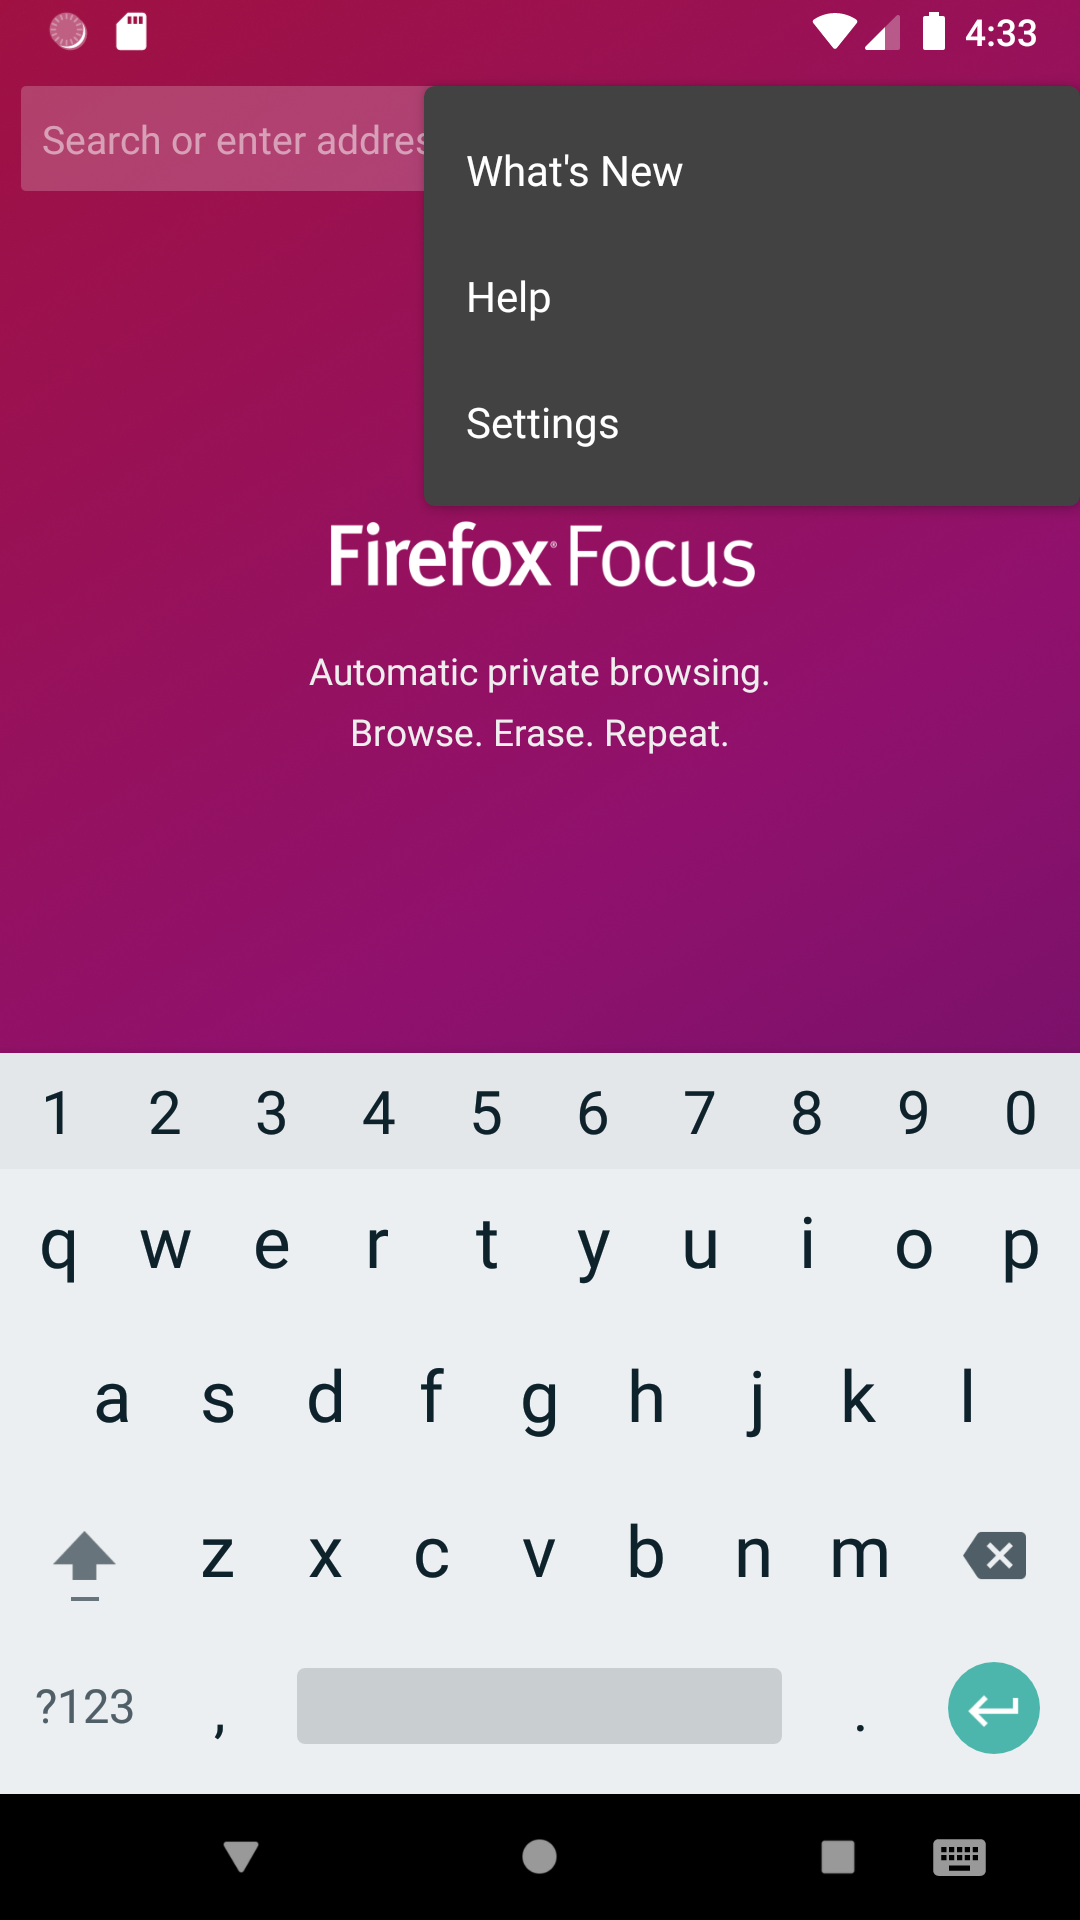 4:33
Search or enter addres
What's New
Help
Settings
Firefox® Focus
Automatic private browsing.
Browse. Erase. Repeat.
1 2 3 4 5 6 7 8 9 0
q w e r t y u i o p
a s d f g h j k l
z x c v b n m
?123 , .